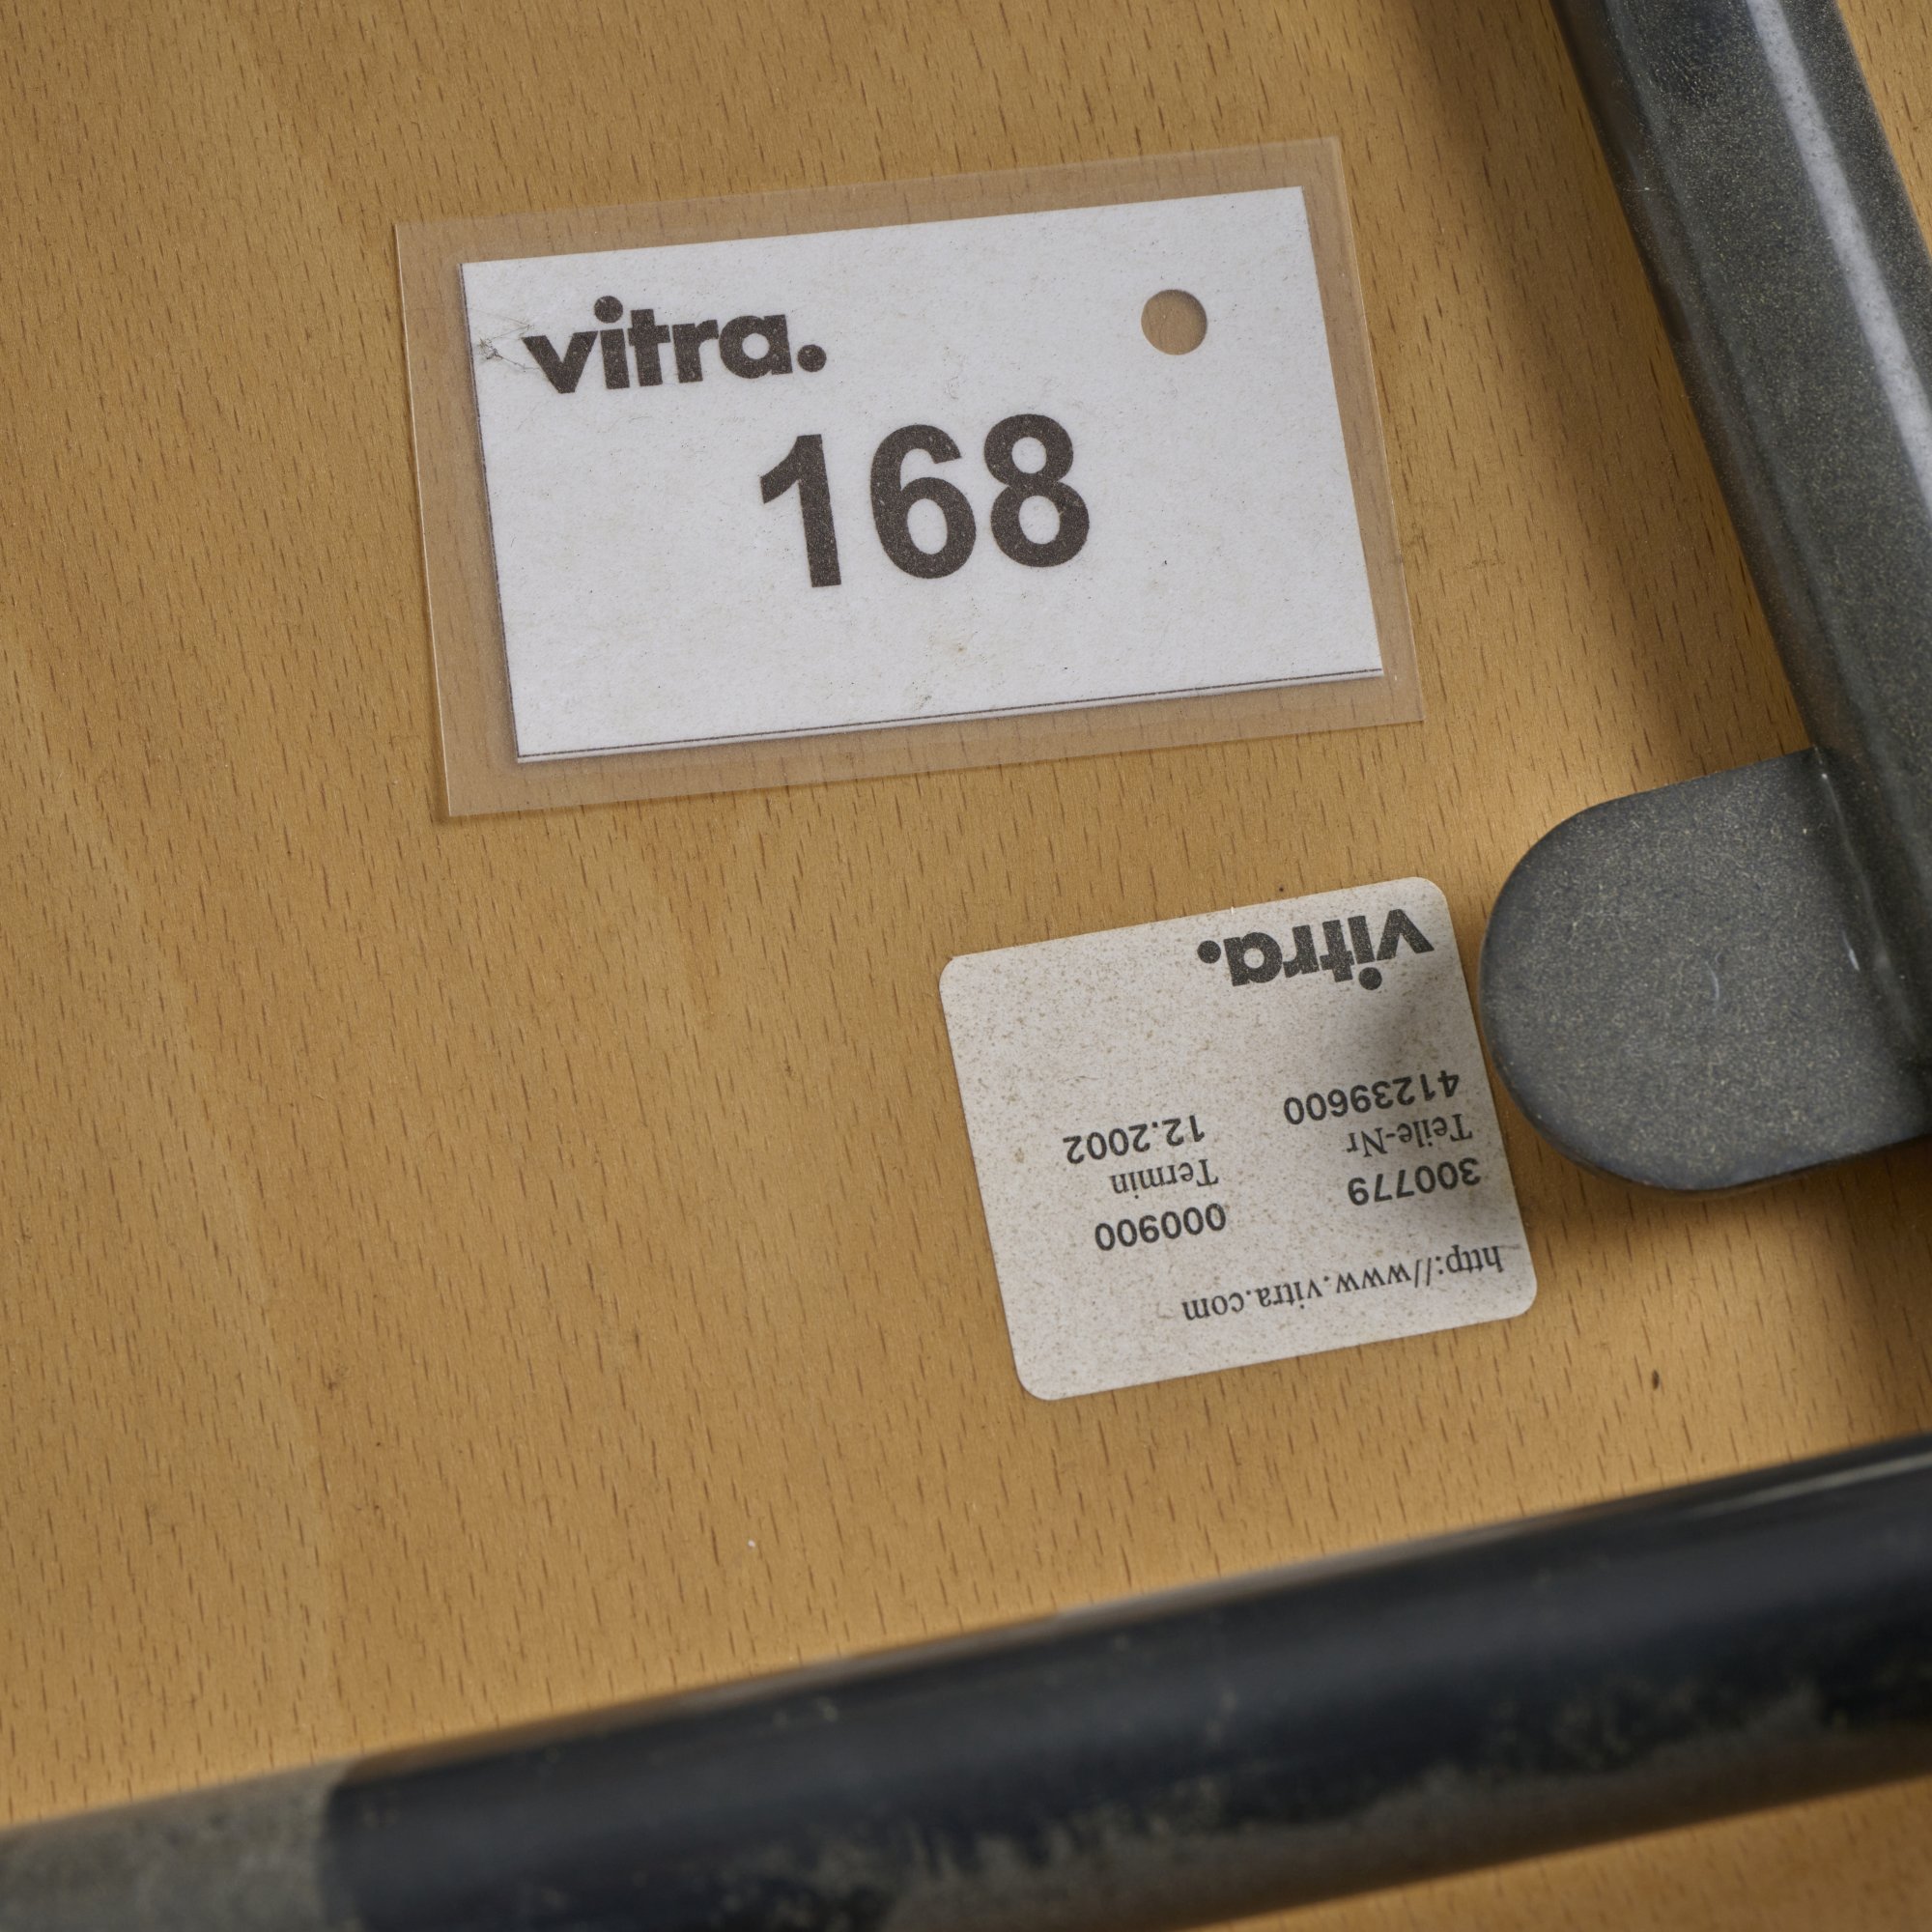 vitra.
168
http://www.vitra.com
300779 000900
Teile-Nr Termin
41239600 12.2002
vitra.